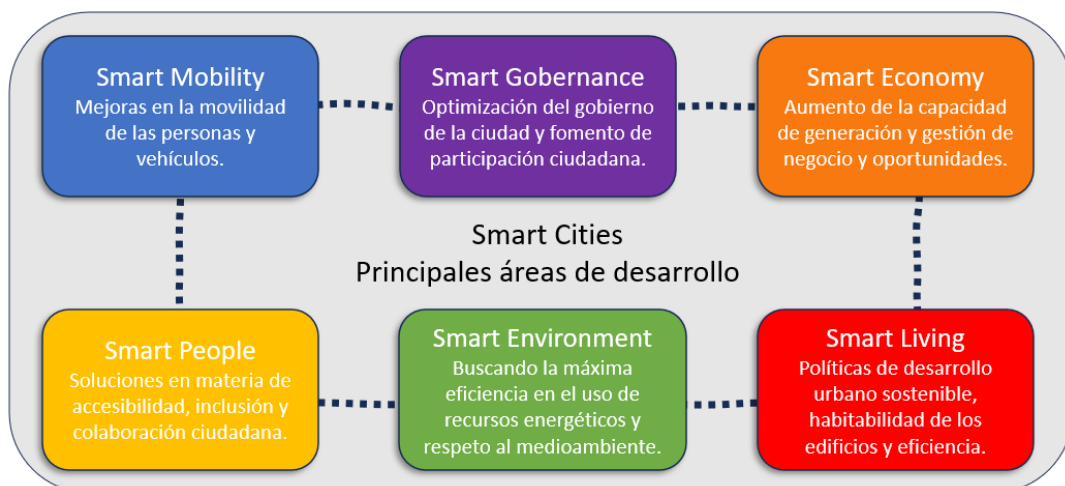 Smart Mobility
Mejoras en la movilidad
de las personas y
vehículos.
Smart Gobernance
Optimización del gobierno
de la ciudad y fomento de
participación ciudadana.
Smart Economy
Aumento de la capacidad
de generación y gestión de
negocio y oportunidades.
Smart Cities
Principales áreas de desarrollo
Smart People
Soluciones en materia de
accesibilidad, inclusión y
colaboración ciudadana.
Smart Environment
Buscando la máxima
eficiencia en el uso de
recursos energéticos y
respeto al medioambiente.
Smart Living
Políticas de desarrollo
urbano sostenible,
habitabilidad de los
edificios y eficiencia.